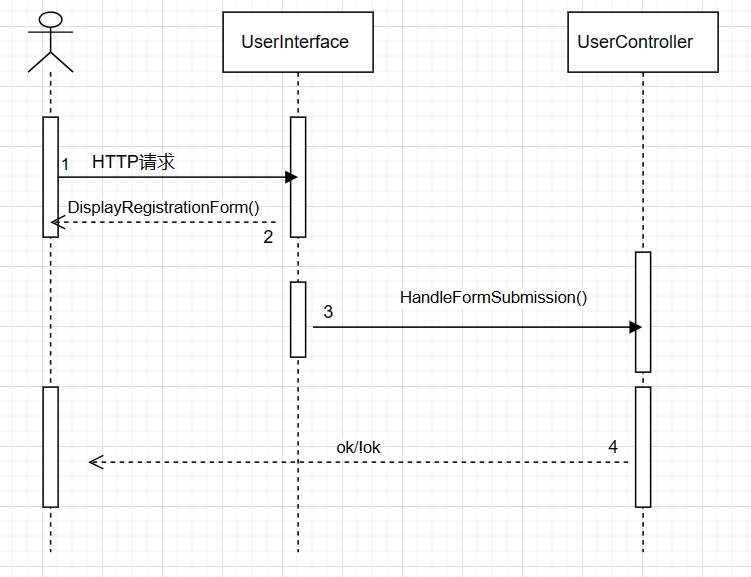 UserInterface
UserController
1
HTTP请求
DisplayRegistrationForm()
2
3
HandleFormSubmission()
ok/!ok
4